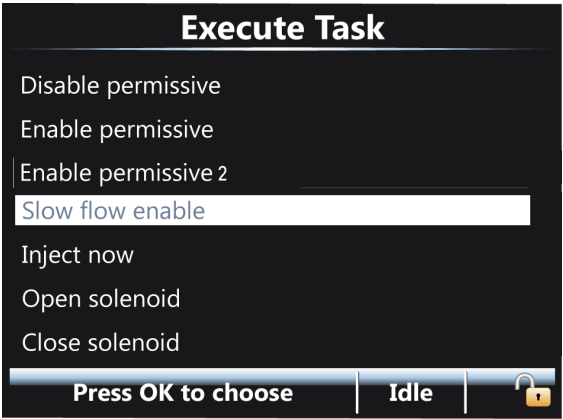 Execute Task
Disable permissive
Enable permissive
Enable permissive 2
Slow flow enable
Inject now
Open solenoid
Close solenoid
Press OK to choose Idle